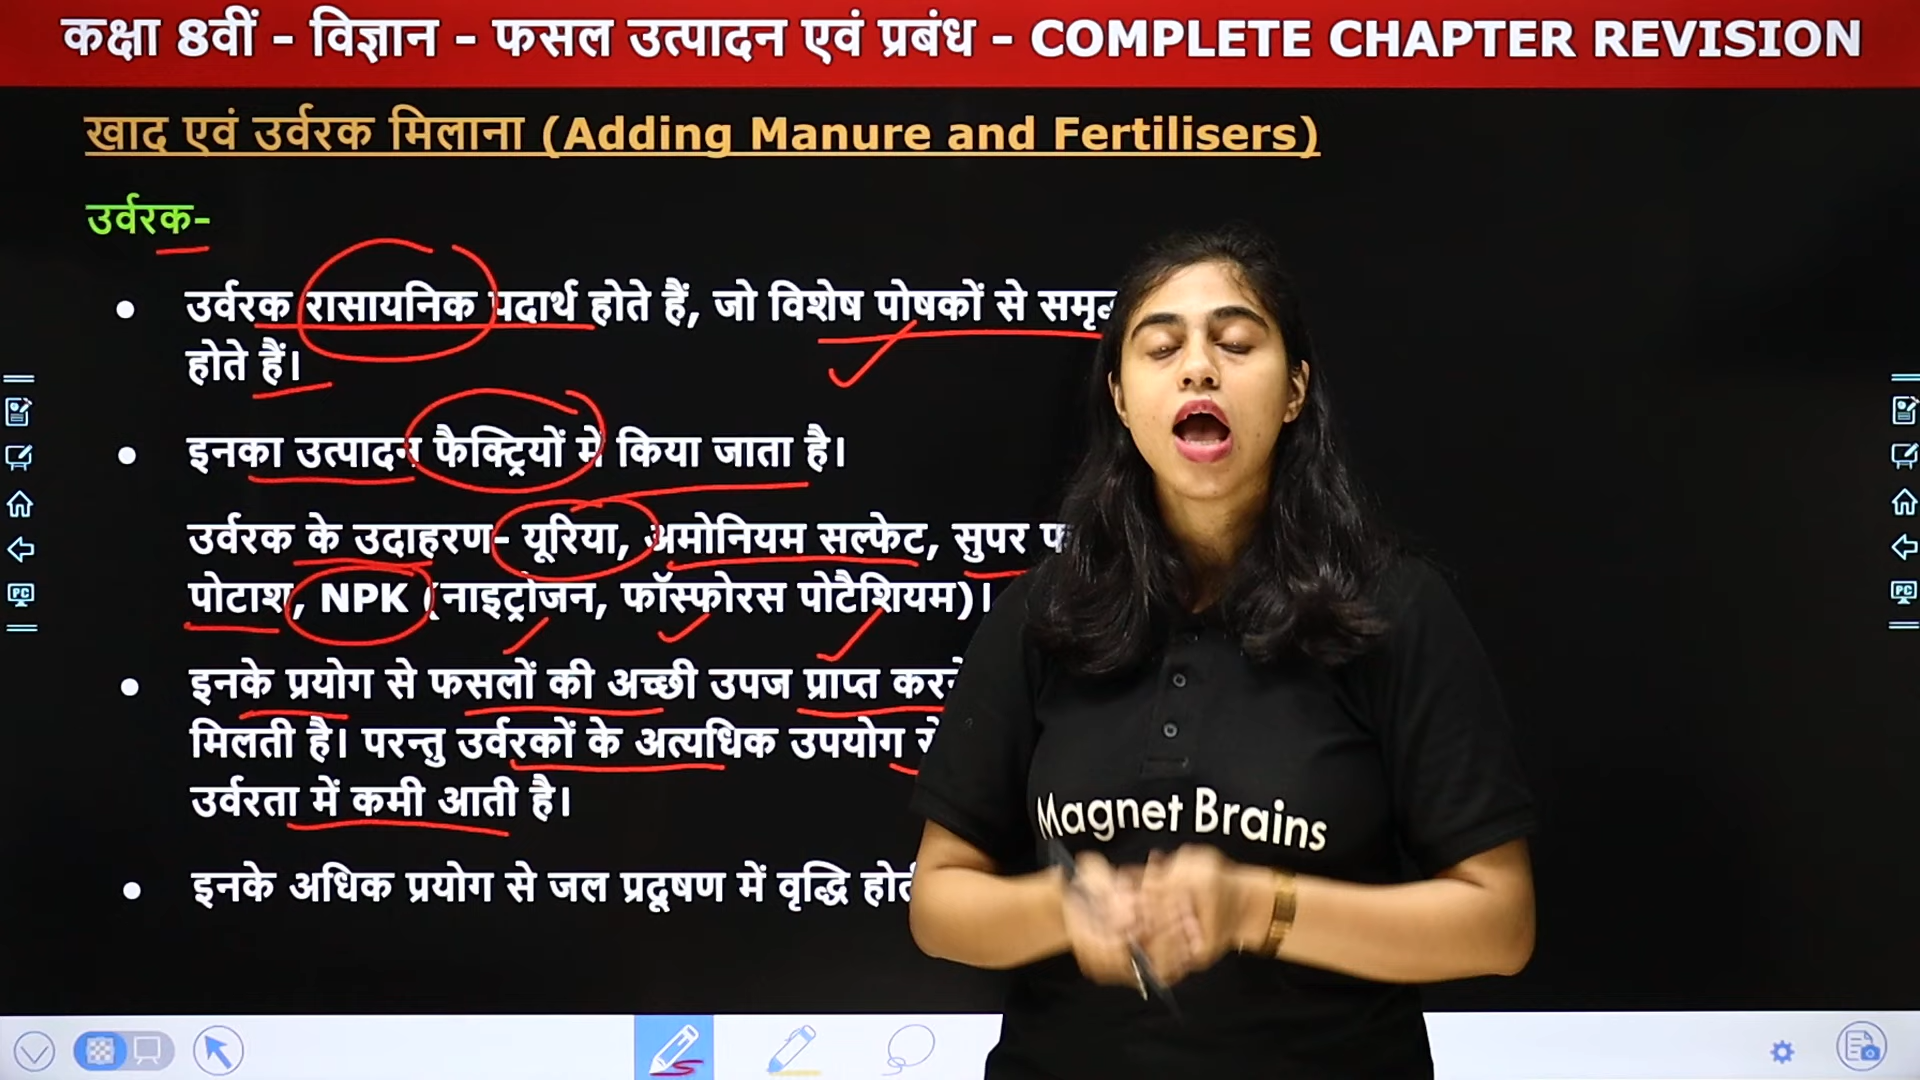 कक्षा 8वीं - विज्ञान - फसल उत्पादन एवं प्रबंध - COMPLETE CHAPTER REVISION
खाद एवं उर्वरक मिलाना (Adding Manure and Fertilisers)
उर्वरक-
उर्वरक रासायनिक पदार्थ होते हैं, जो विशेष पोषकों से
होते हैं।
इनका उत्पादन फैक्ट्रियों में किया जाता है।
उर्वरक के उदाहरण- यूरिया, अमोनियम सल्फेट, सुपर
पोटाश, NPK (नाइट्रोजन, फॉस्फोरस पोटैशियम)।
इनके प्रयोग से फसलों की अच्छी उपज प्राप्त
मिलती है। परन्तु उर्वरकों के अत्यधिक उपयोग
उर्वरता में कमी आती है।
इनके अधिक प्रयोग से जल प्रदूषण में वृद्धि
Magnet Brains
PC
PC